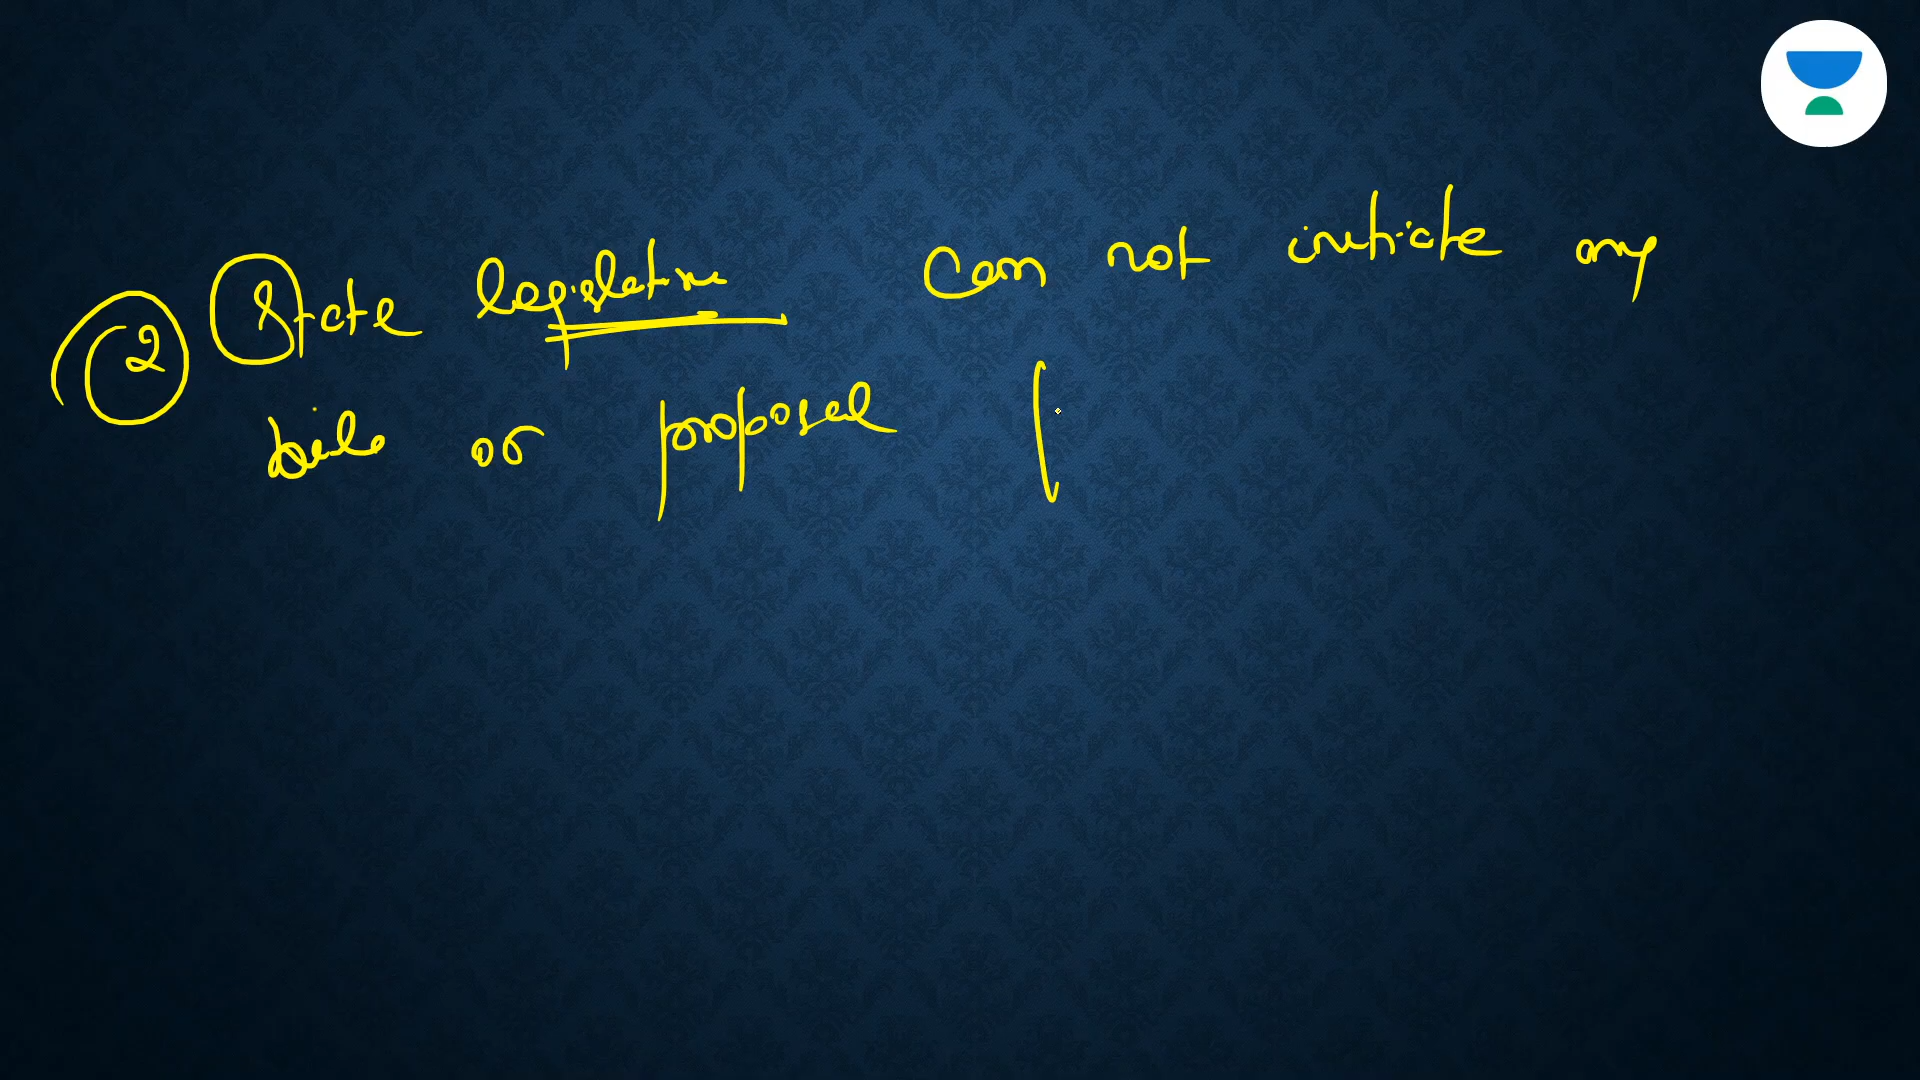 ② State legislature can not initiate any
bill or proposal (